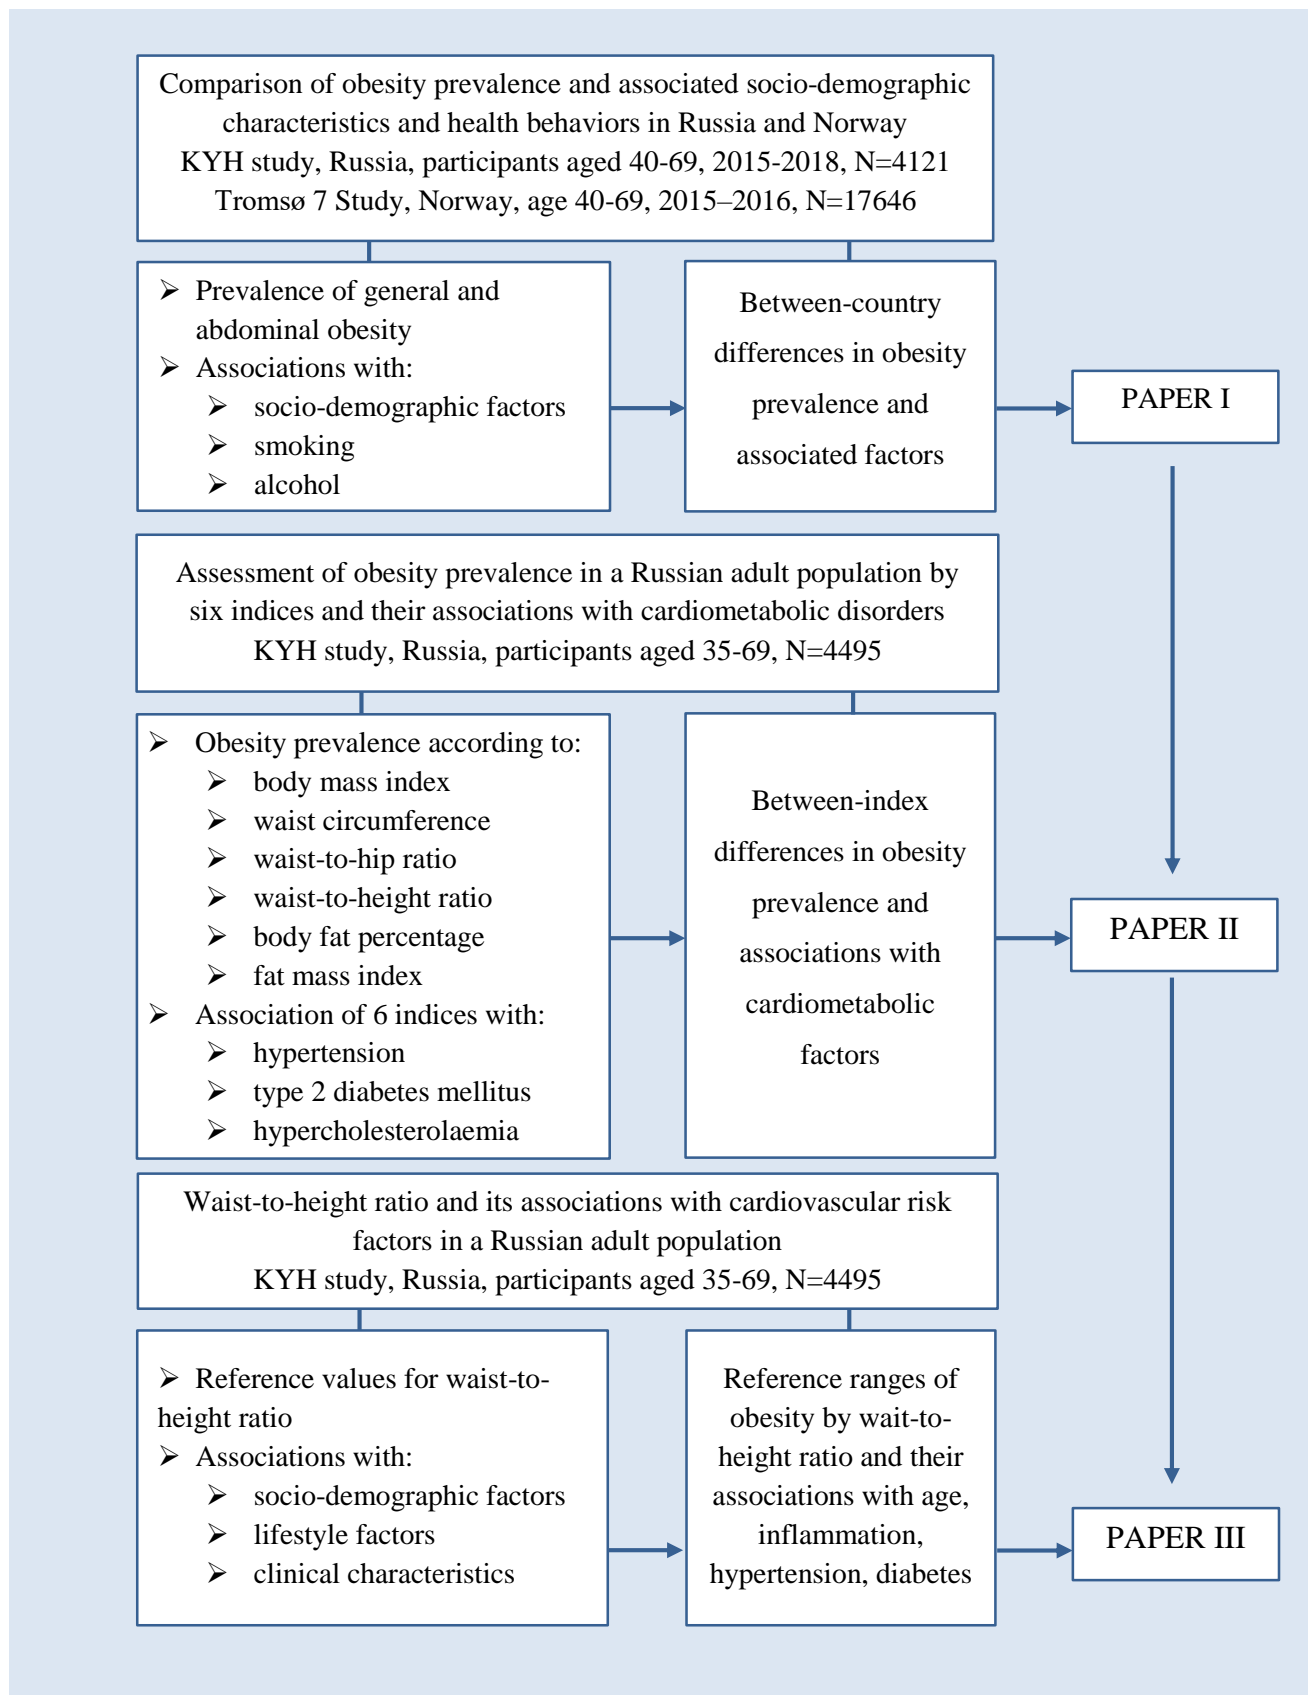 Comparison of obesity prevalence and associated socio-demographic
characteristics and health behaviors in Russia and Norway
KYH study, Russia, participants aged 40-69, 2015-2018, N=4121
Tromsø 7 Study, Norway, age 40-69, 2015–2016, N=17646
➢ Prevalence of general and
abdominal obesity
➢ Associations with:
➢ socio-demographic factors
➢ smoking
➢ alcohol
Between-country
differences in obesity
prevalence and
associated factors
PAPER I
Assessment of obesity prevalence in a Russian adult population by
six indices and their associations with cardiometabolic disorders
KYH study, Russia, participants aged 35-69, N=4495
➢ Obesity prevalence according to:
➢ body mass index
➢ waist circumference
➢ waist-to-hip ratio
➢ waist-to-height ratio
➢ body fat percentage
➢ fat mass index
➢ Association of 6 indices with:
➢ hypertension
➢ type 2 diabetes mellitus
➢ hypercholesterolaemia
Between-index
differences in obesity
prevalence and
associations with
cardiometabolic
factors
PAPER II
Waist-to-height ratio and its associations with cardiovascular risk
factors in a Russian adult population
KYH study, Russia, participants aged 35-69, N=4495
➢ Reference values for waist-to-
height ratio
➢ Associations with:
➢ socio-demographic factors
➢ lifestyle factors
➢ clinical characteristics
Reference ranges of
obesity by wait-to-
height ratio and their
associations with age,
inflammation,
hypertension, diabetes
PAPER III